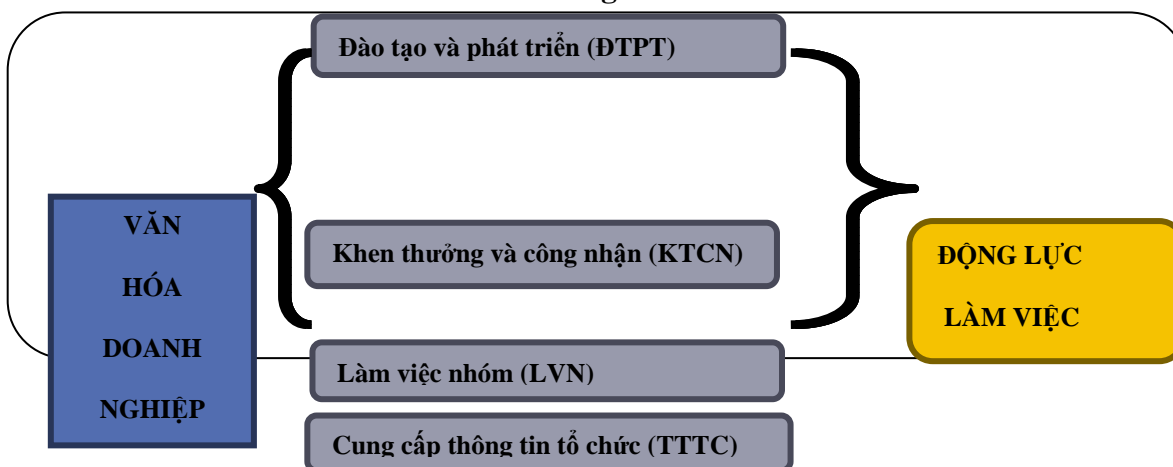 Đào tạo và phát triển (ĐTPT)
VĂN
HÓA
DOANH
NGHIỆP
Khen thưởng và công nhận (KTCN)
Làm việc nhóm (LVN)
Cung cấp thông tin tổ chức (TTTC)
ĐỘNG LỰC
LÀM VIỆC